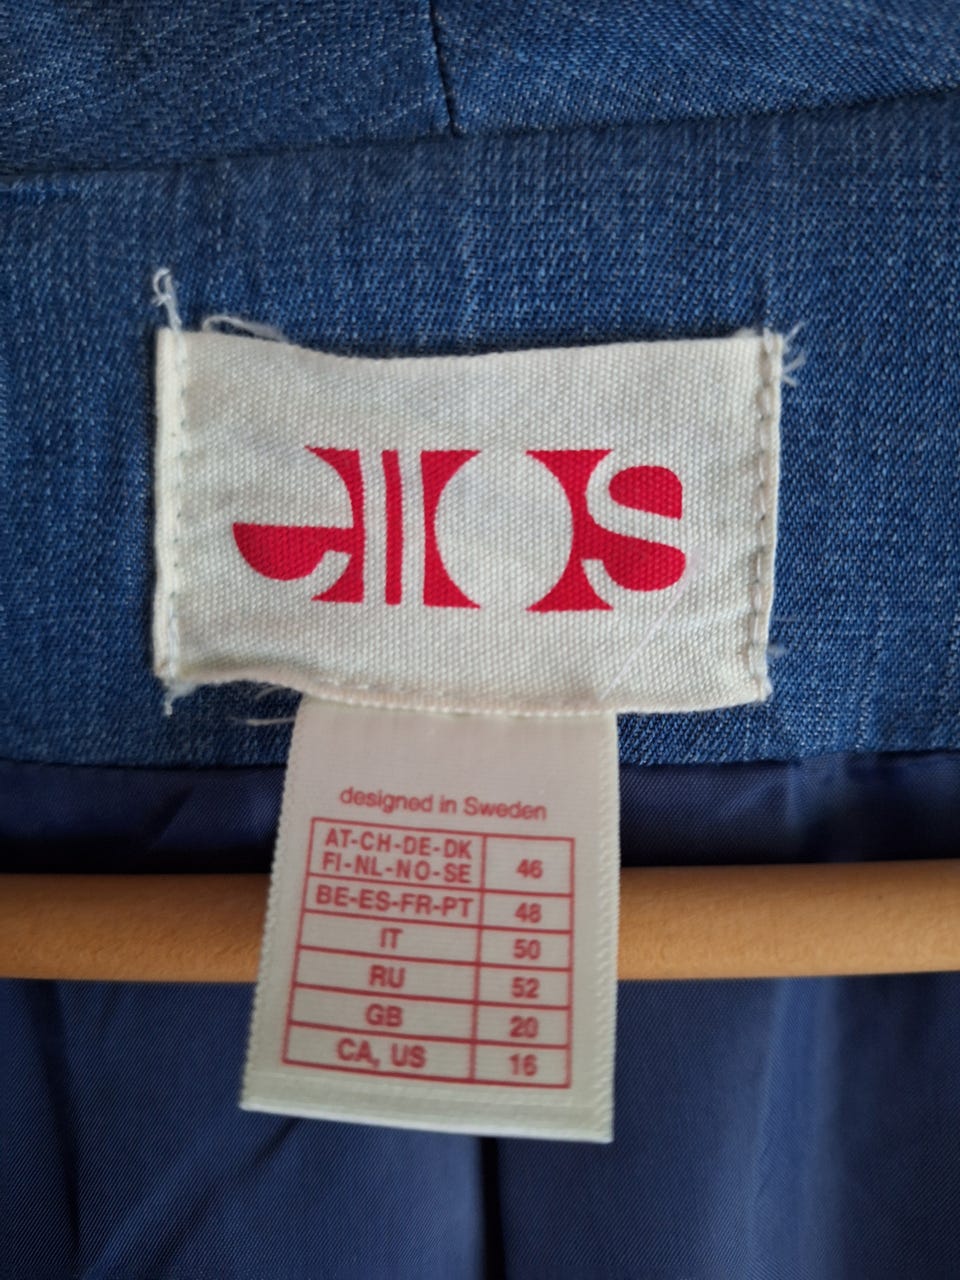 ellos
designed in Sweden
AT-CH-DE-DK
FI-NL-NO-SE 46
BE-ES-FR-PT 48
IT 50
RU 52
GB 20
CA, US 16